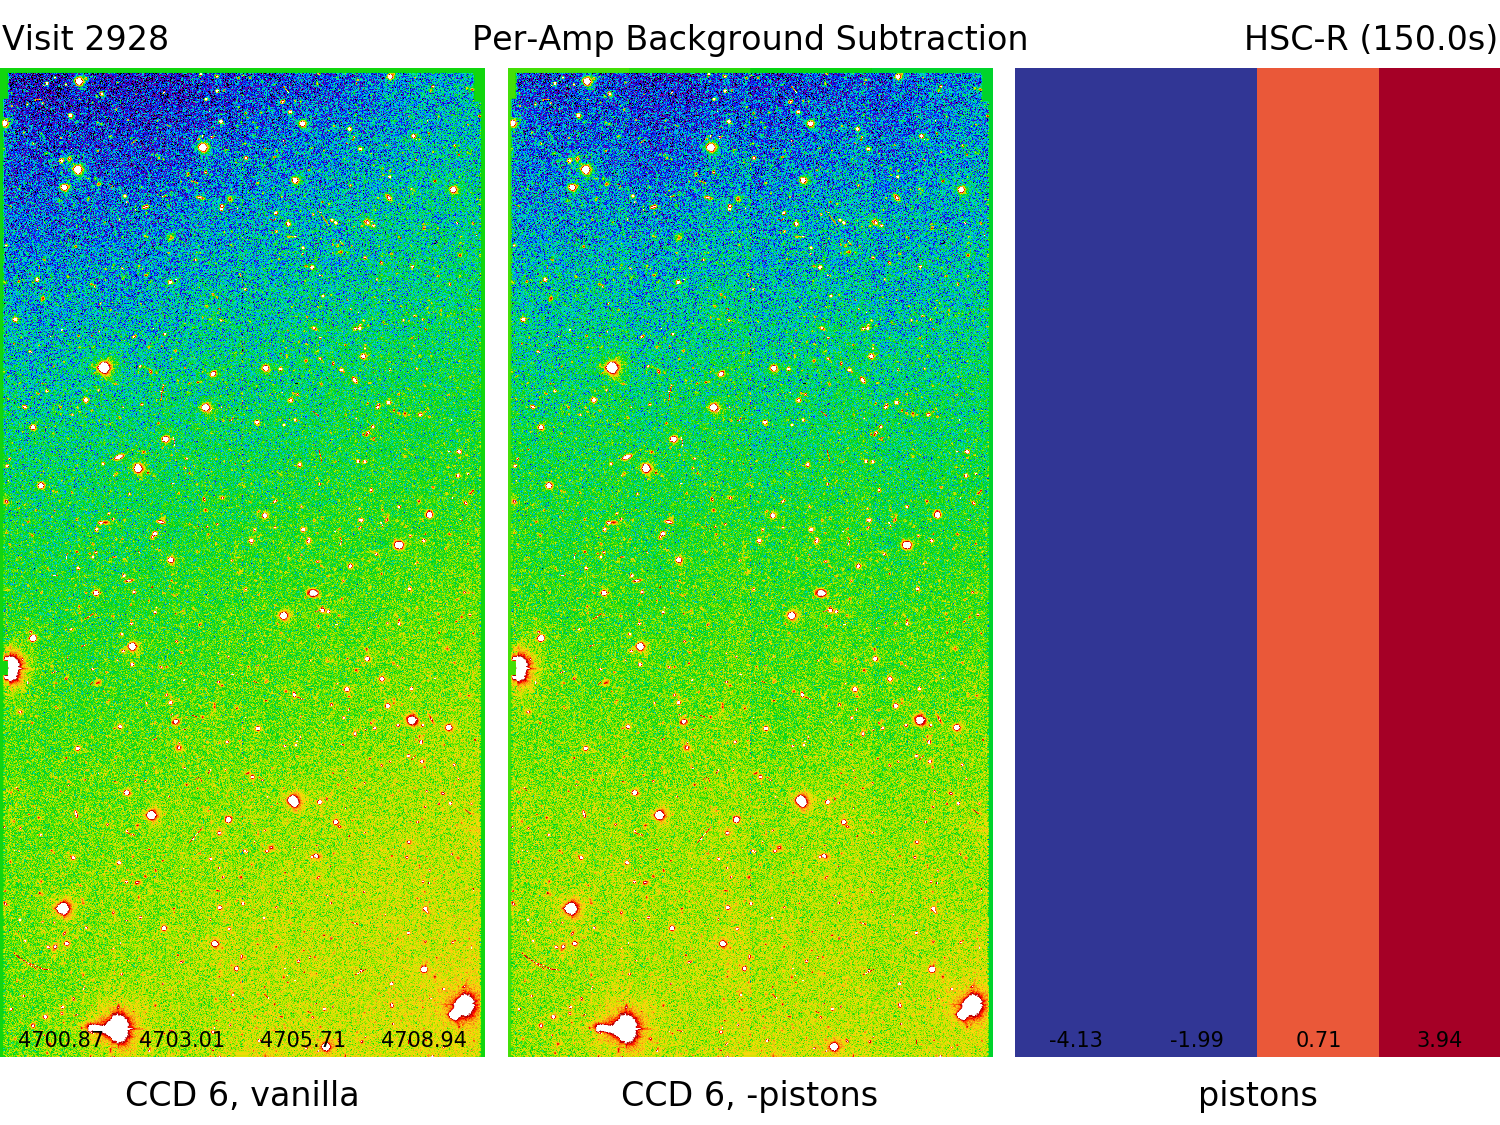 Visit 2928 Per-Amp Background Subtraction HSC-R (150.0s)
4700.87 4703.01 4705.71 4708.94 -4.13 -1.99 0.71 3.94
CCD 6, vanilla CCD 6, -pistons pistons